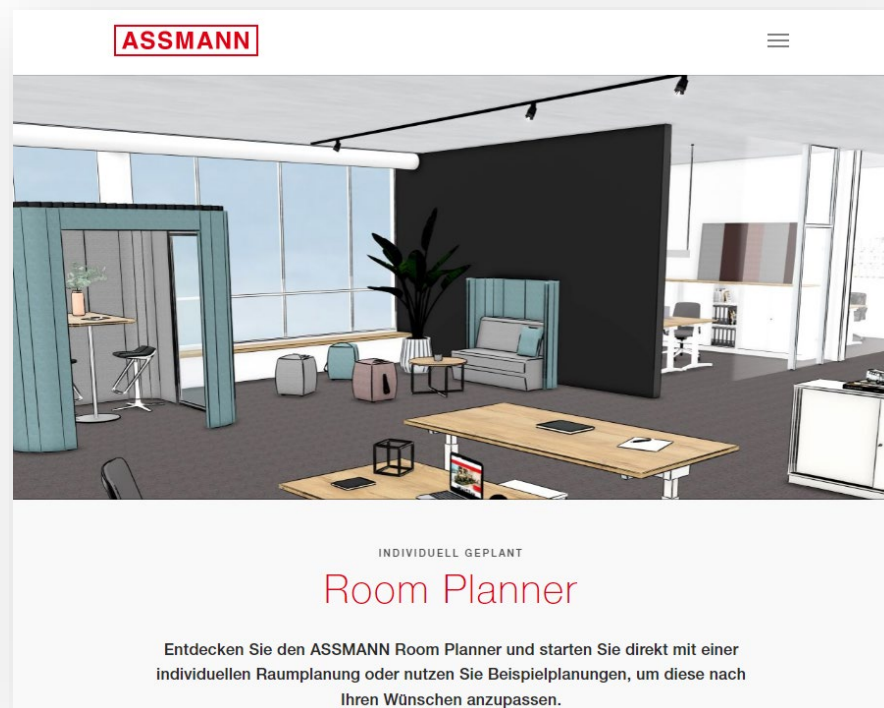 ASSMANN
INDIVIDUELL GEPLANT
Room Planner
Entdecken Sie den ASSMANN Room Planner und starten Sie direkt mit einer
individuellen Raumplanung oder nutzen Sie Beispielplanungen, um diese nach
Ihren Wünschen anzupassen.